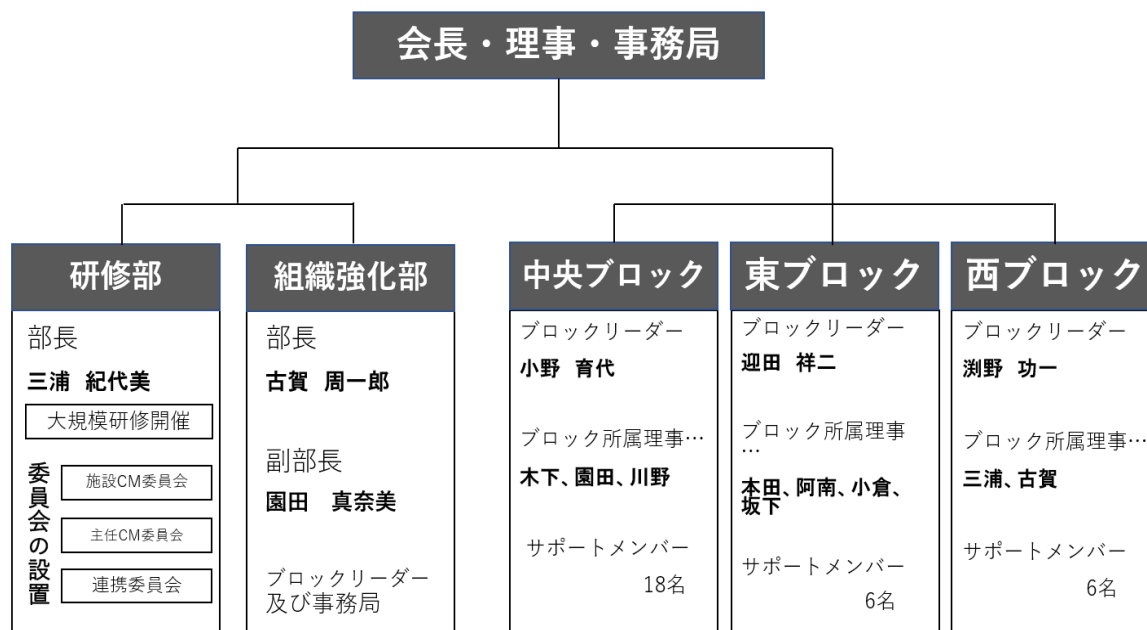 会長・理事・事務局
研修部
部長
三浦 紀代美
大規模研修開催
委員会の設置
施設CM委員会
主任CM委員会
連携委員会
組織強化部
部長
古賀 周一郎
副部長
園田 真奈美
ブロックリーダー
及び事務局
中央ブロック
ブロックリーダー
小野 育代
ブロック所属理事…
木下、園田、川野
サポートメンバー
18名
東ブロック
ブロックリーダー
迎田 祥二
ブロック所属理事
…
本田、阿南、小倉、
坂下
サポートメンバー
6名
西ブロック
ブロックリーダー
渕野 功一
ブロック所属理事…
三浦、古賀
サポートメンバー
6名